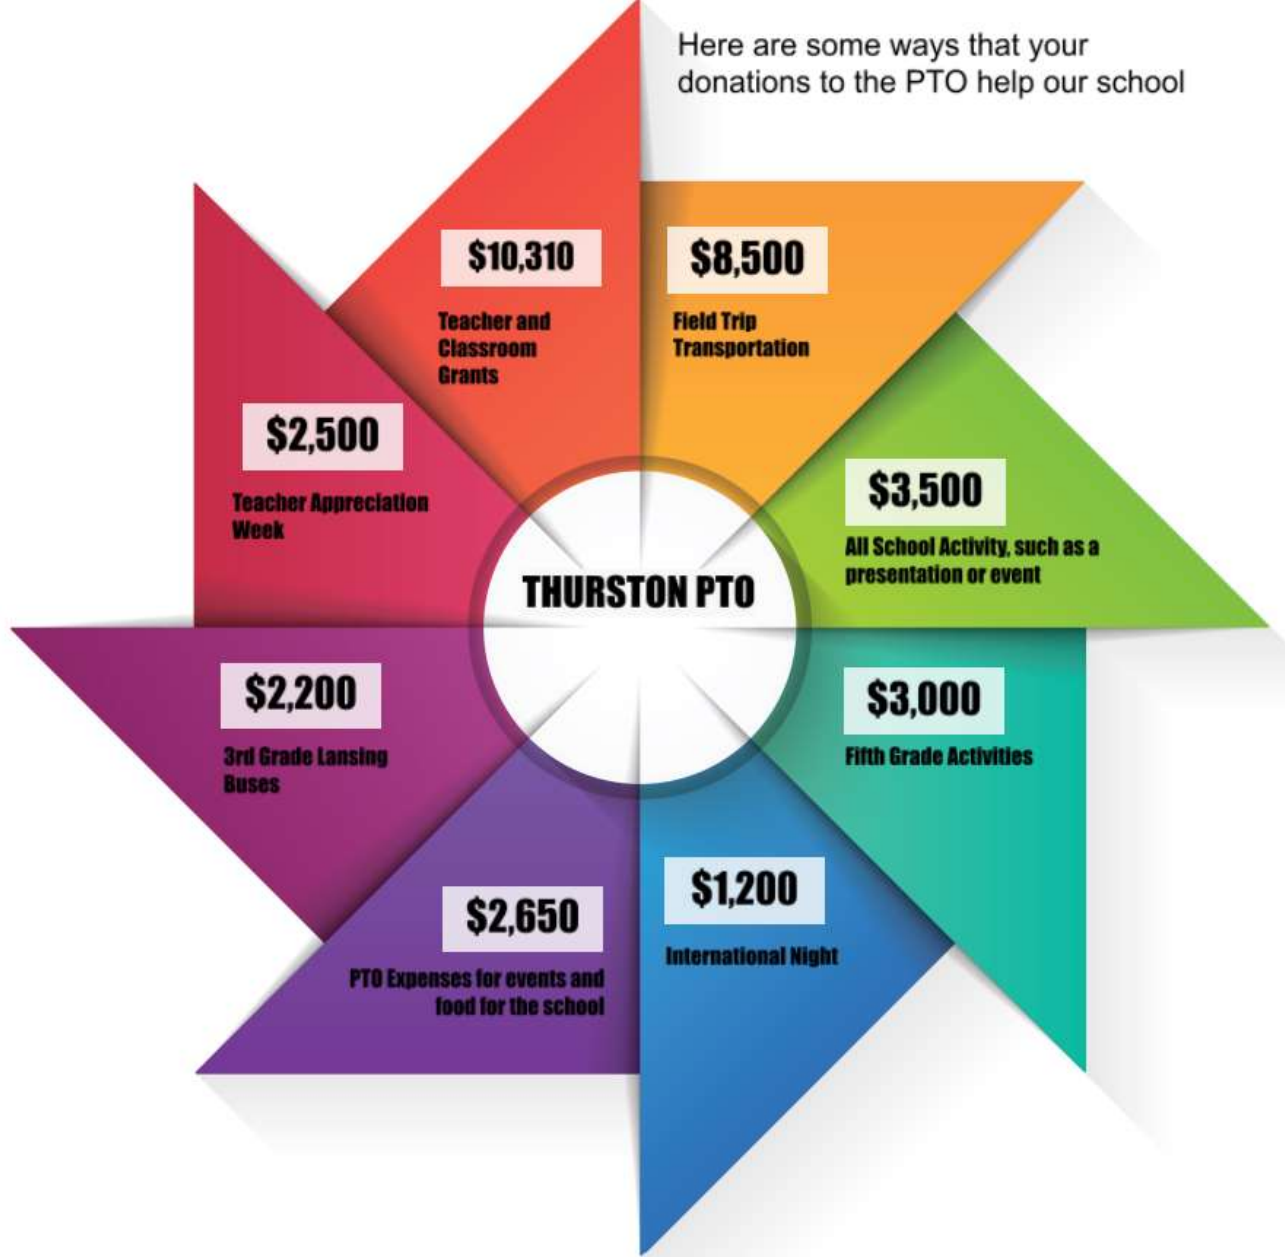 Here are some ways that your
donations to the PTO help our school
$10,310
Teacher and
Classroom
Grants
$8,500
Field Trip
Transportation
$3,500
All School Activity, such as a
presentation or event
$3,000
Fifth Grade Activities
$1,200
International Night
$2,650
PTO Expenses for events and
food for the school
$2,200
3rd Grade Lansing
Buses
$2,500
Teacher Appreciation
Week
THURSTON PTO